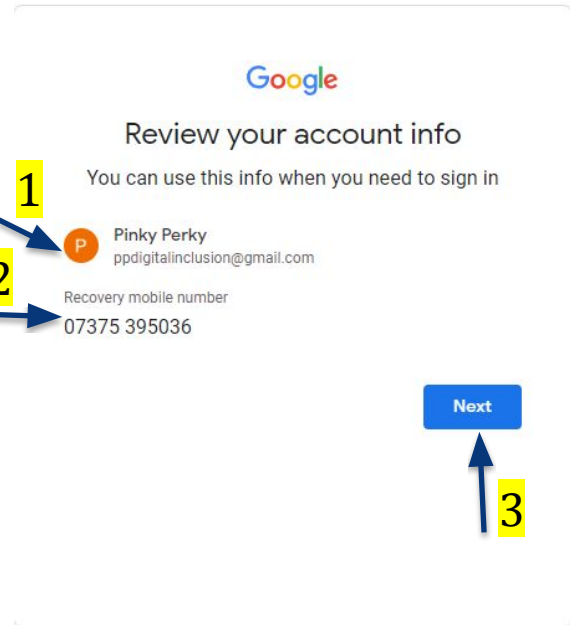 Google
Review your account info
You can use this info when you need to sign in
1
P
Pinky Perky
ppdigitalinclusion@gmail.com
2
Recovery mobile number
07375 395036
Next
3